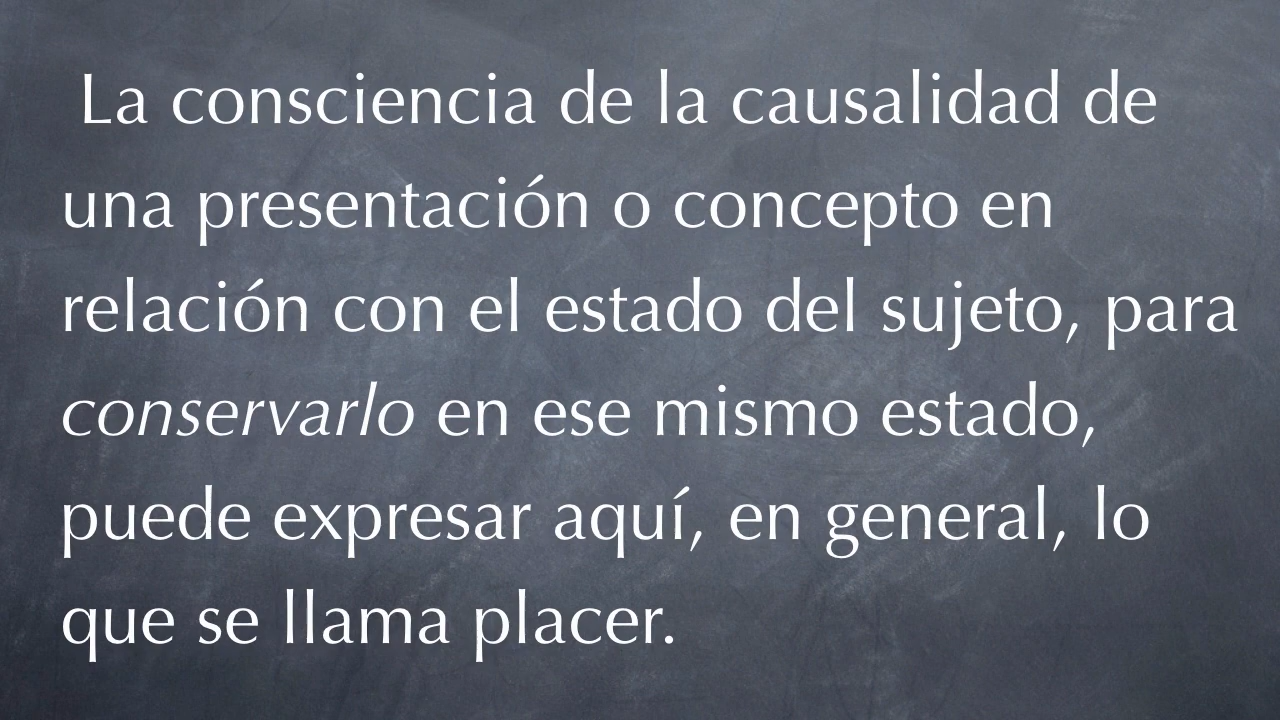 La consciencia de la causalidad de
una presentación o concepto en
relación con el estado del sujeto, para
conservarlo en ese mismo estado,
puede expresar aquí, en general, lo
que se llama placer.